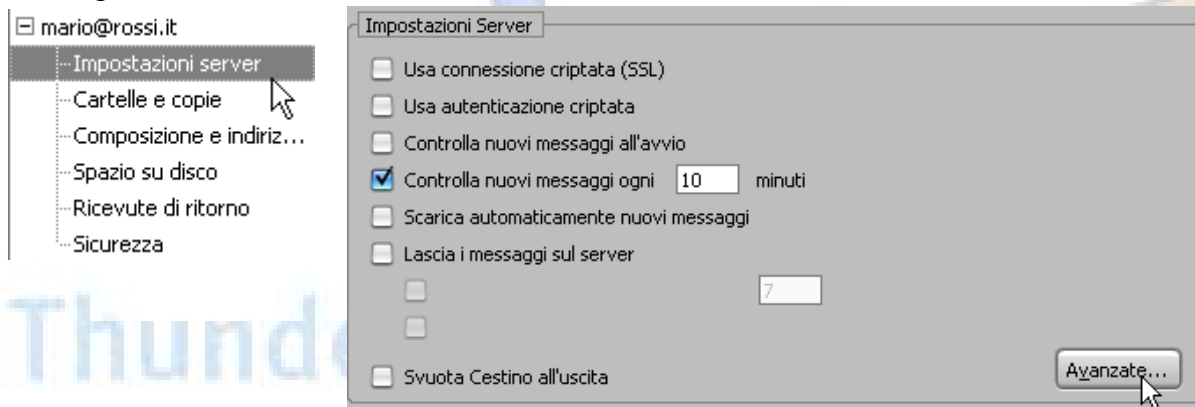 mario@rossi.it
Impostazioni server
Cartelle e copie
Composizione e indiriz...
Spazio su disco
Ricevute di ritorno
Sicurezza
Impostazioni Server
Usa connessione criptata (SSL)
Usa autenticazione criptata
Controlla nuovi messaggi all'avvio
Controlla nuovi messaggi ogni 10 minuti
Scarica automaticamente nuovi messaggi
Lascia i messaggi sul server
7
Svuota Cestino all'uscita
Avanzate...
Thunde